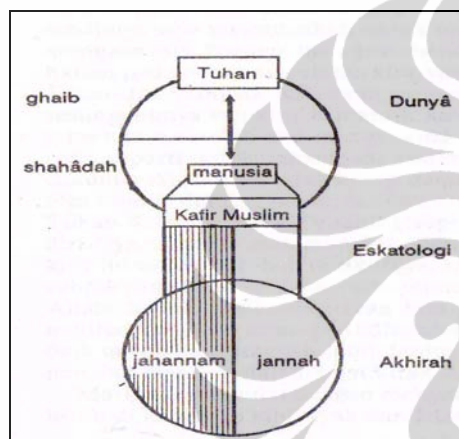 Tuhan
ghaib
Dunyâ
shahâdah
manusia
Kafir Muslim
Eskatologi
jahannam
jannah
Akhirah